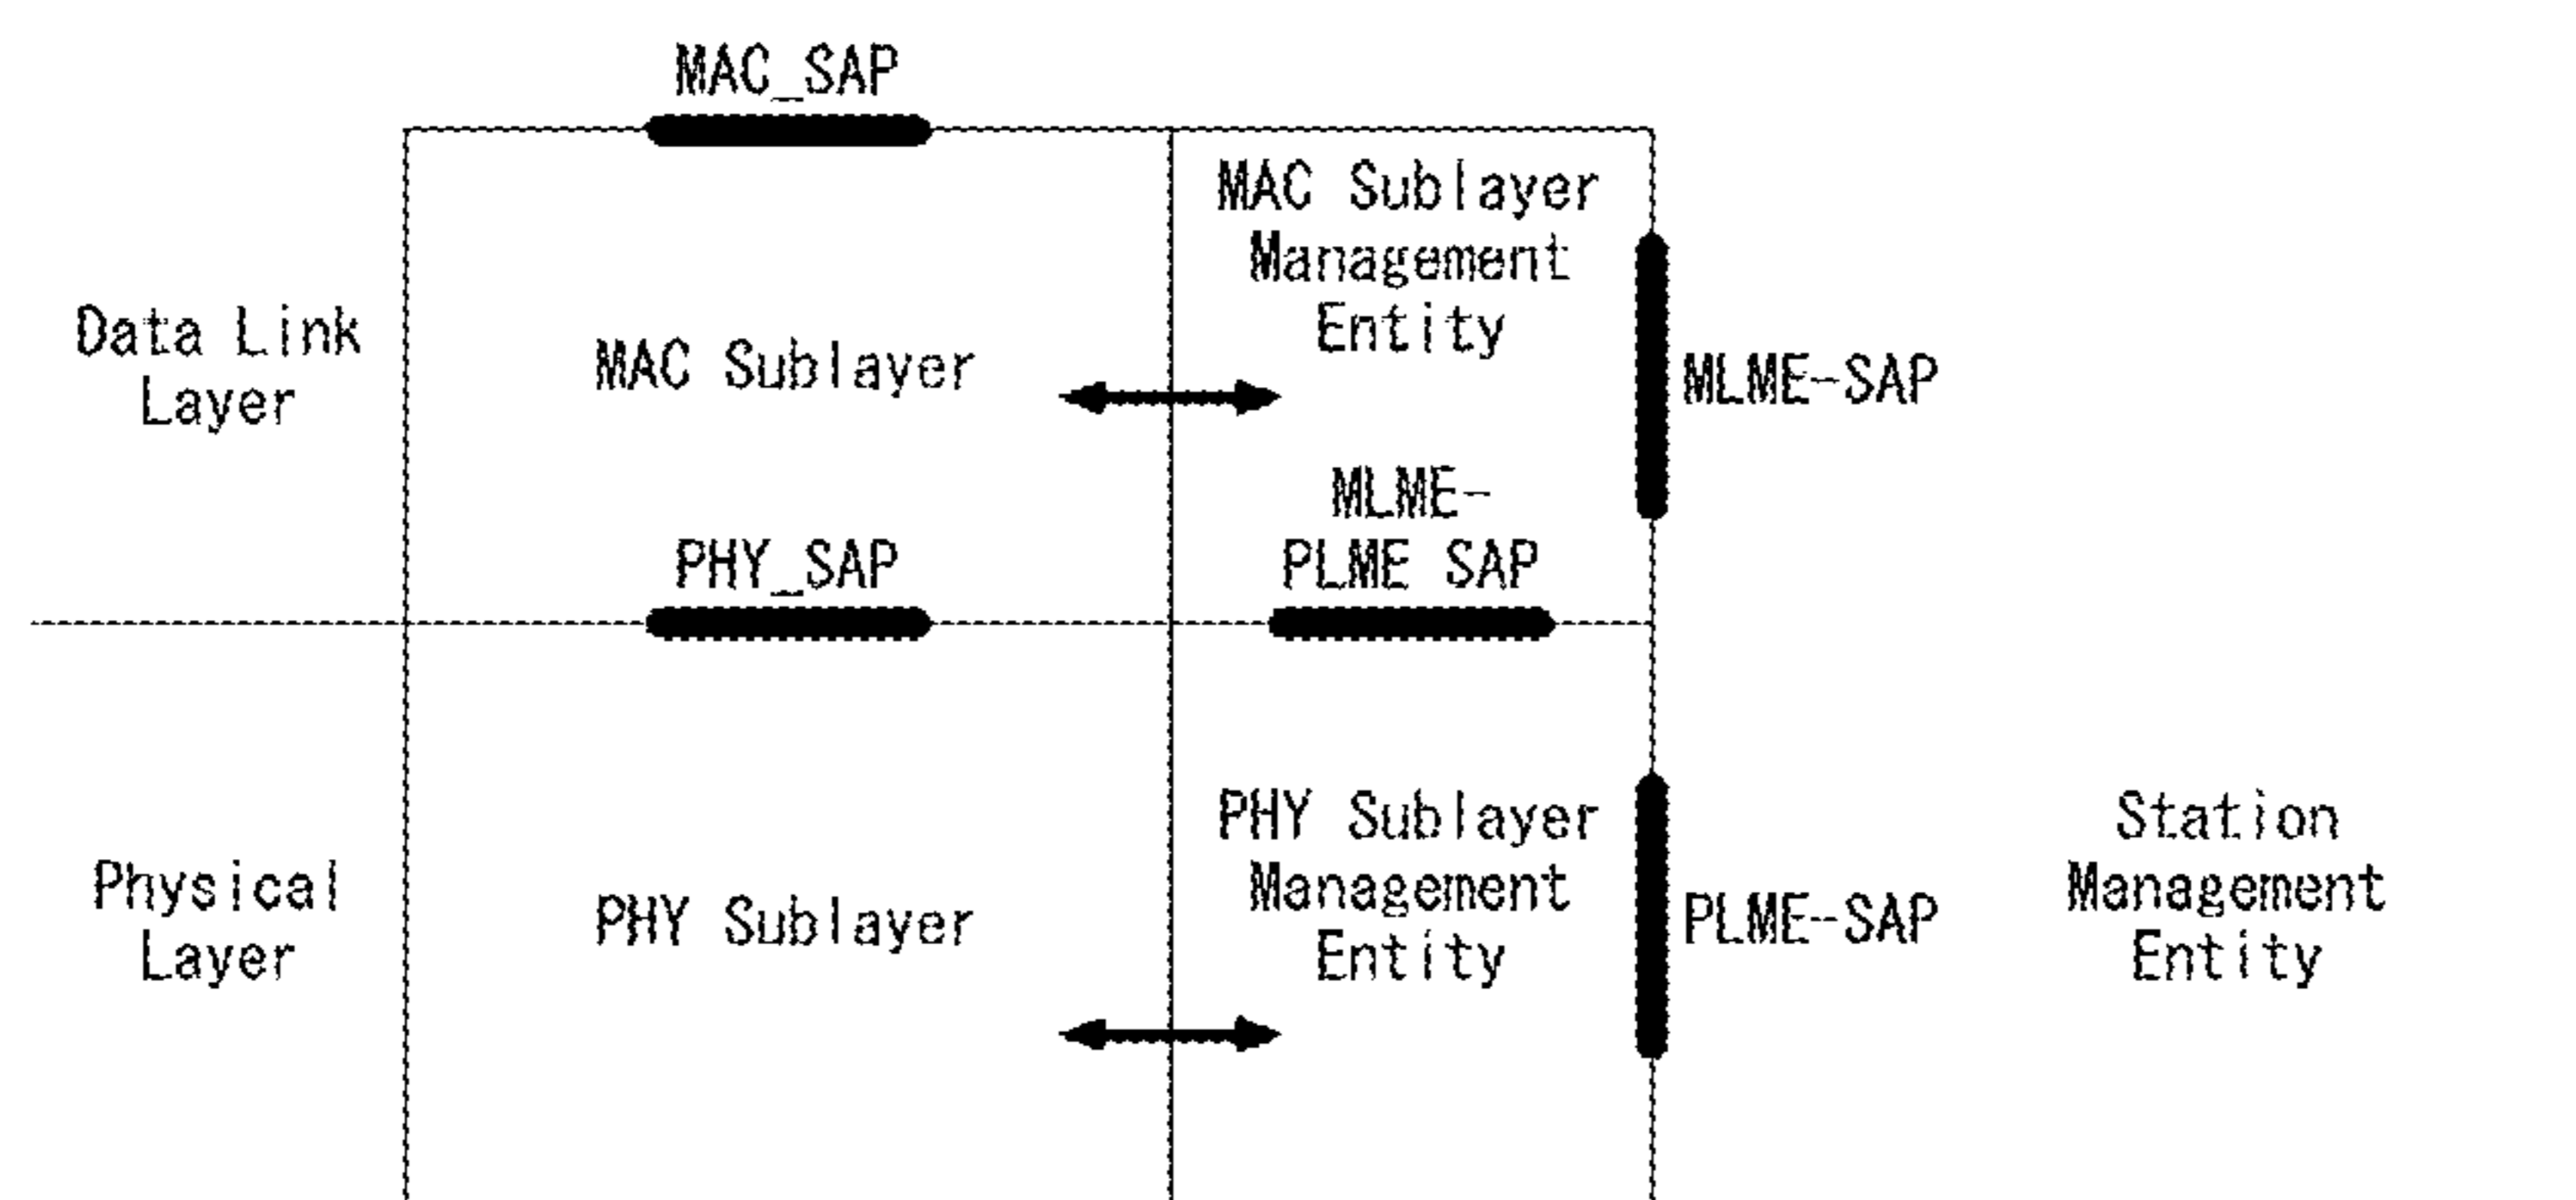 MAC_SAP
Data Link
Layer
MAC Sublayer
MAC Sublayer
Management
Entity
MLME-SAP
PHY_SAP
MLME-
PLME SAP
Physical
Layer
PHY Sublayer
PHY Sublayer
Management
Entity
PLME-SAP
Station
Management
Entity